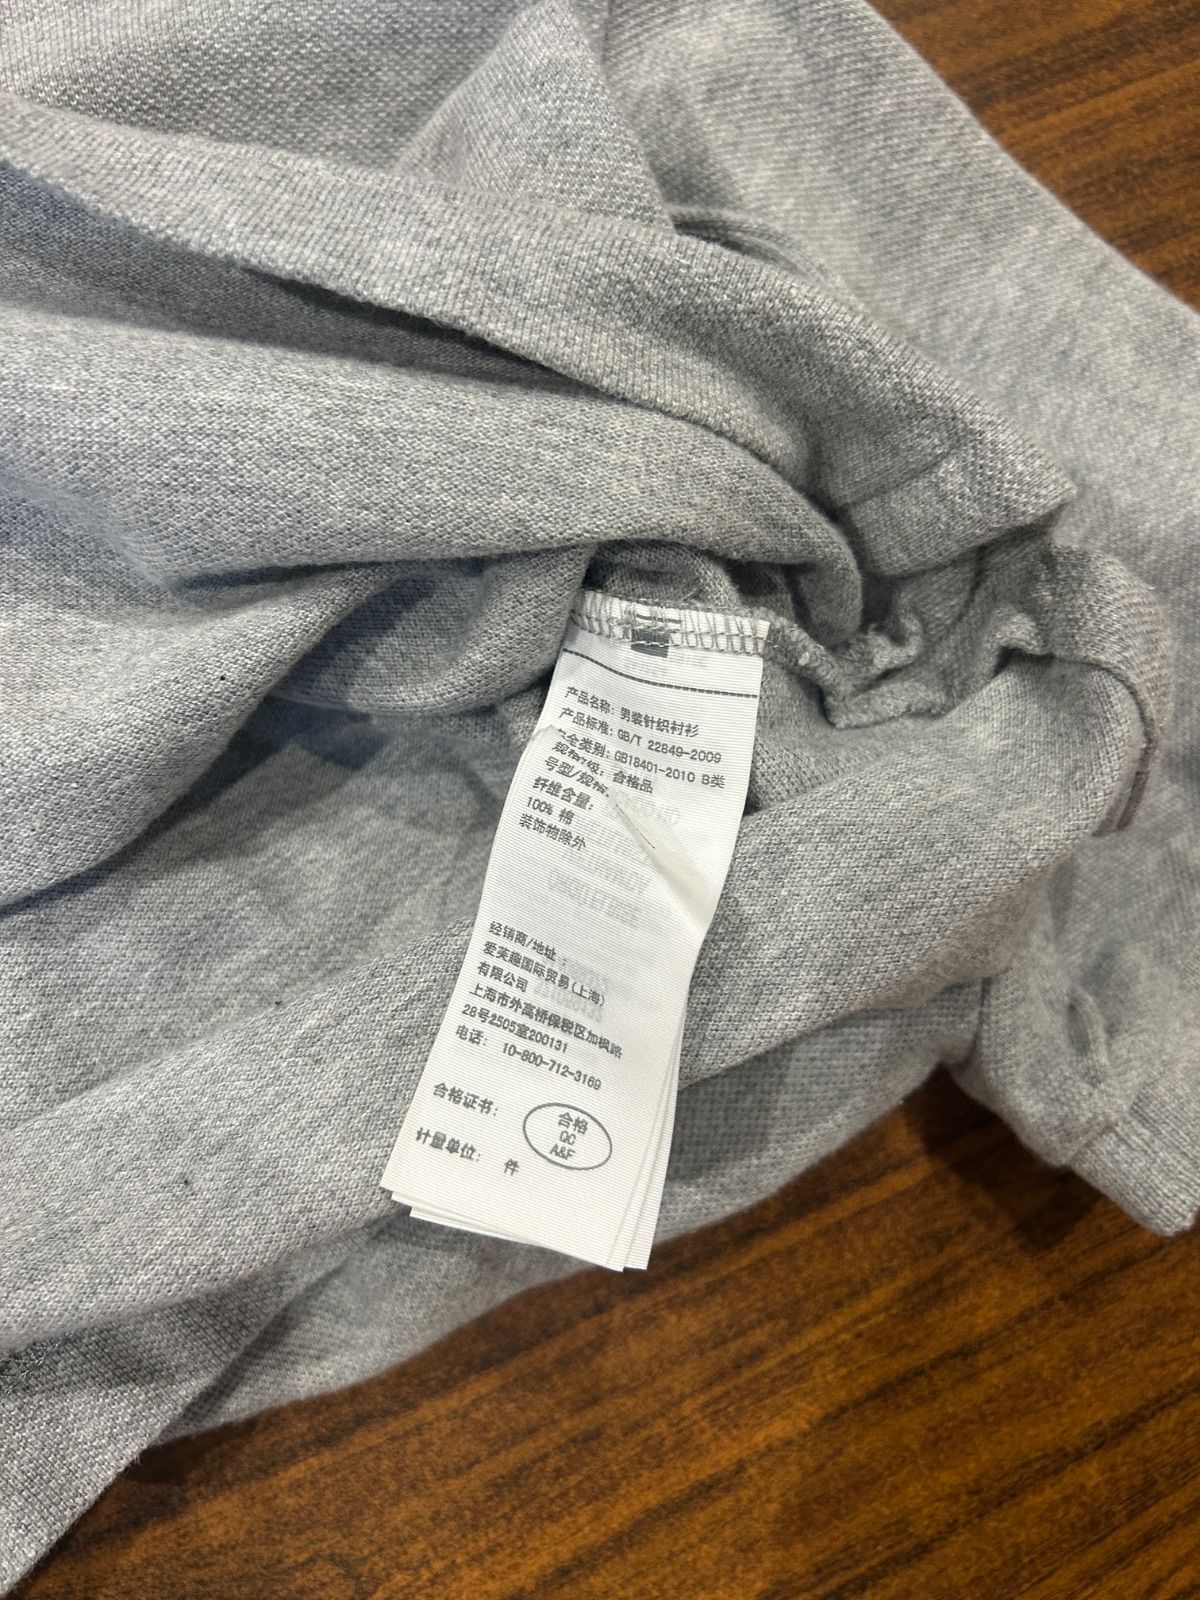 产品名称: 男装针织衬衫
产品标准: GB/T 22849-2009
全类别: GB18401-2010 B类
级: 合格品
号型/规格
纤维含量:
100% 棉
装饰物除外
经销商/地址:
爱芙趣国际贸易(上海)
有限公司
上海市外高桥保税区加枫路
28号2505室200131
电话: 10-800-712-3169
合格证书:
合格
QC
A&F
计量单位: 件